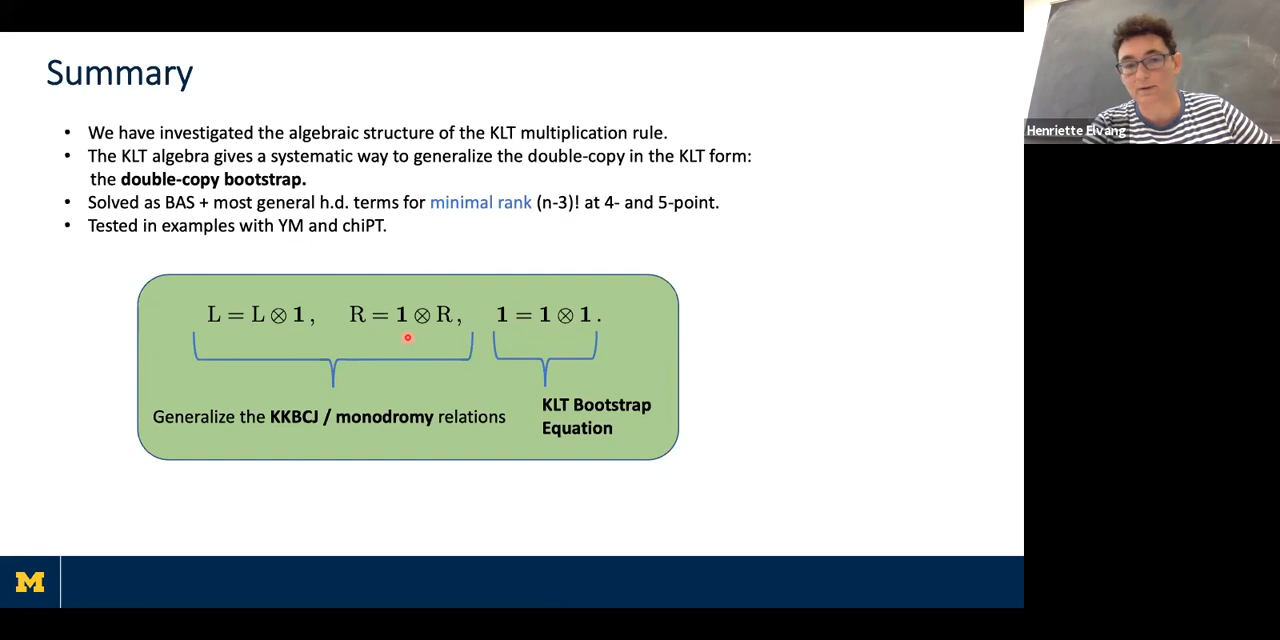 Summary
Henriette Elvang
• We have investigated the algebraic structure of the KLT multiplication rule.
• The KLT algebra gives a systematic way to generalize the double-copy in the KLT form:
the double-copy bootstrap.
• Solved as BAS + most general h.d. terms for minimal rank (n-3)! at 4- and 5-point.
• Tested in examples with YM and chiPT.
L = L ⊗ 1, R = 1 ⊗ R, 1 = 1 ⊗ 1.
Generalize the KKBCJ / monodromy relations
KLT Bootstrap
Equation
M